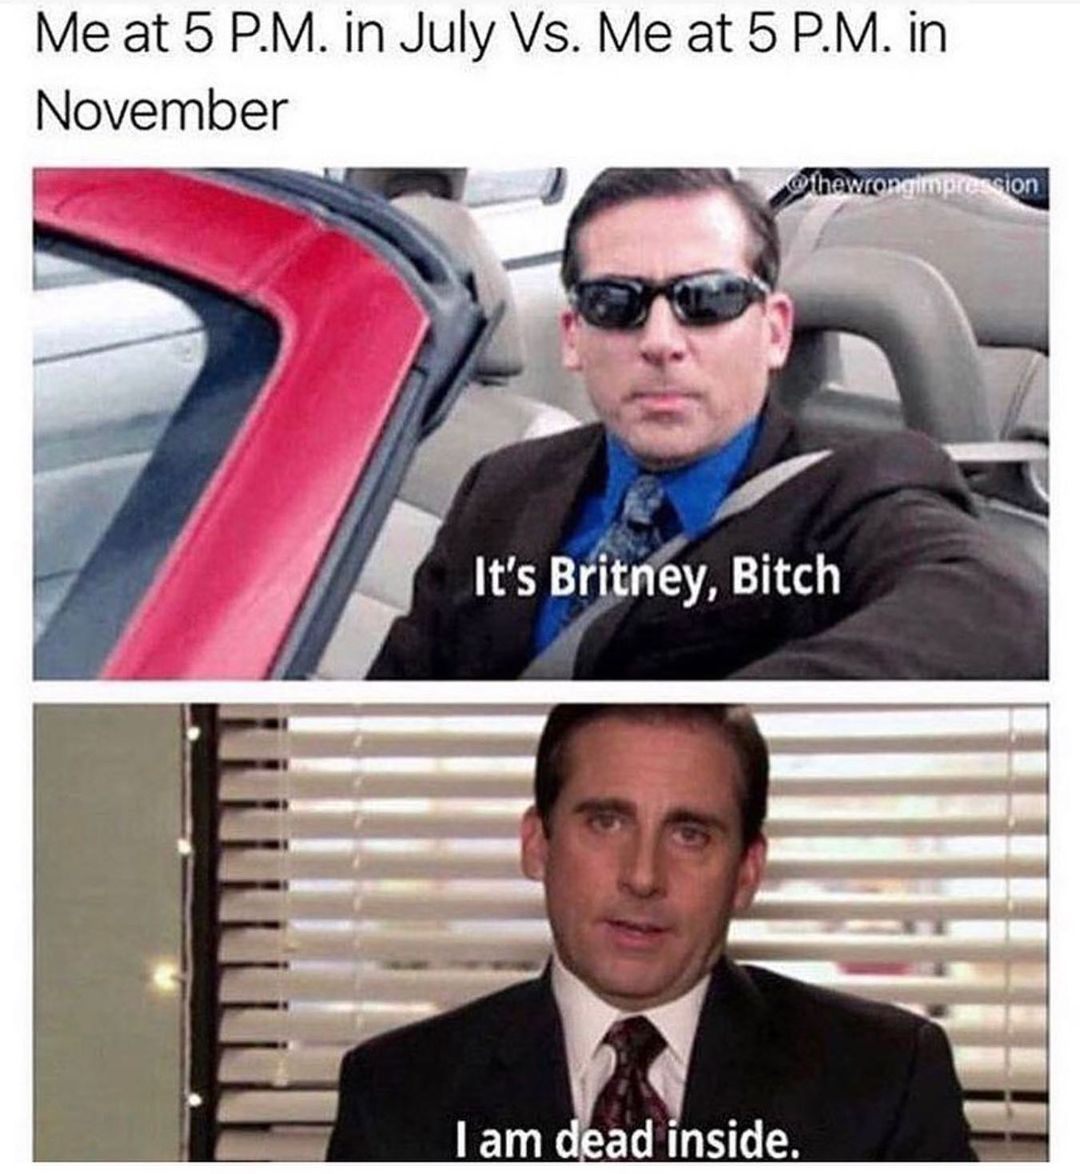 Me at 5 P.M. in July Vs. Me at 5 P.M. in
November
@thewrongimpression
It's Britney, Bitch
I am dead inside.